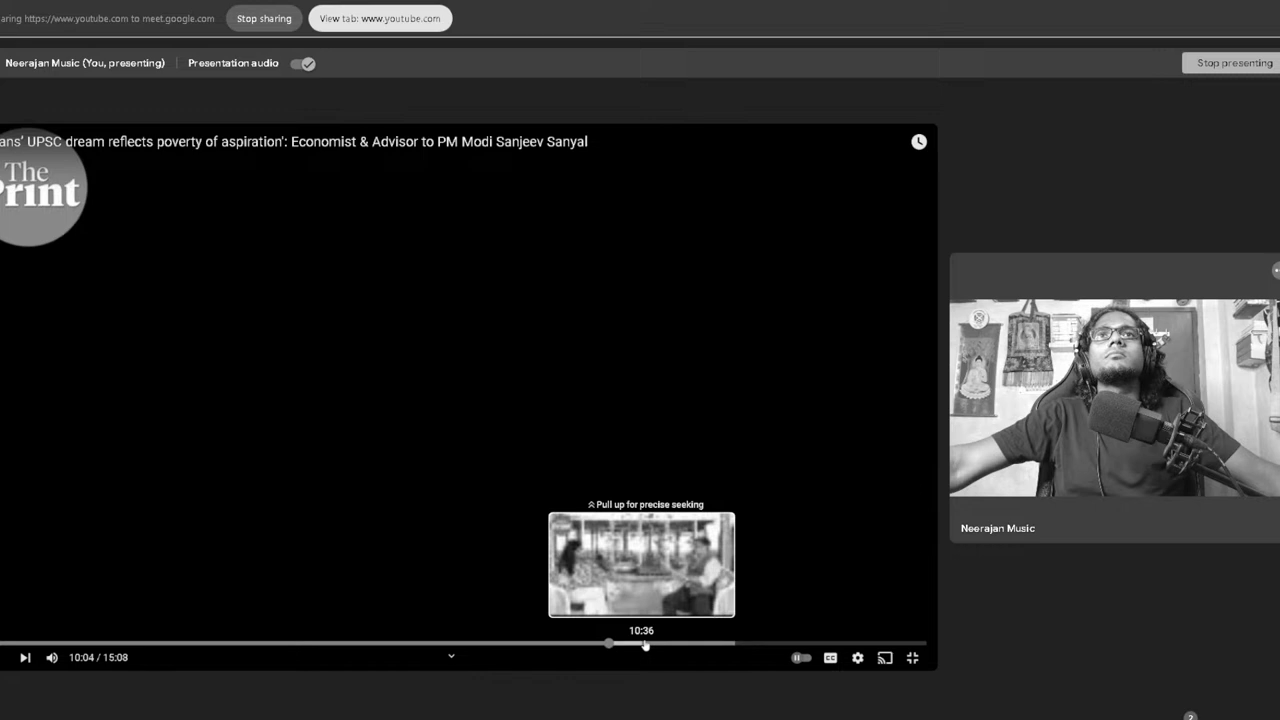 aring https://www.youtube.com to meet.google.com
Stop sharing
View tab: www.youtube.com
Neerajan Music (You, presenting)
Presentation audio
Stop presenting
ans' UPSC dream reflects poverty of aspiration': Economist & Advisor to PM Modi Sanjeev Sanyal
The
Print
Pull up for precise seeking
10:36
10:04 / 15:08
CC
Neerajan Music
2